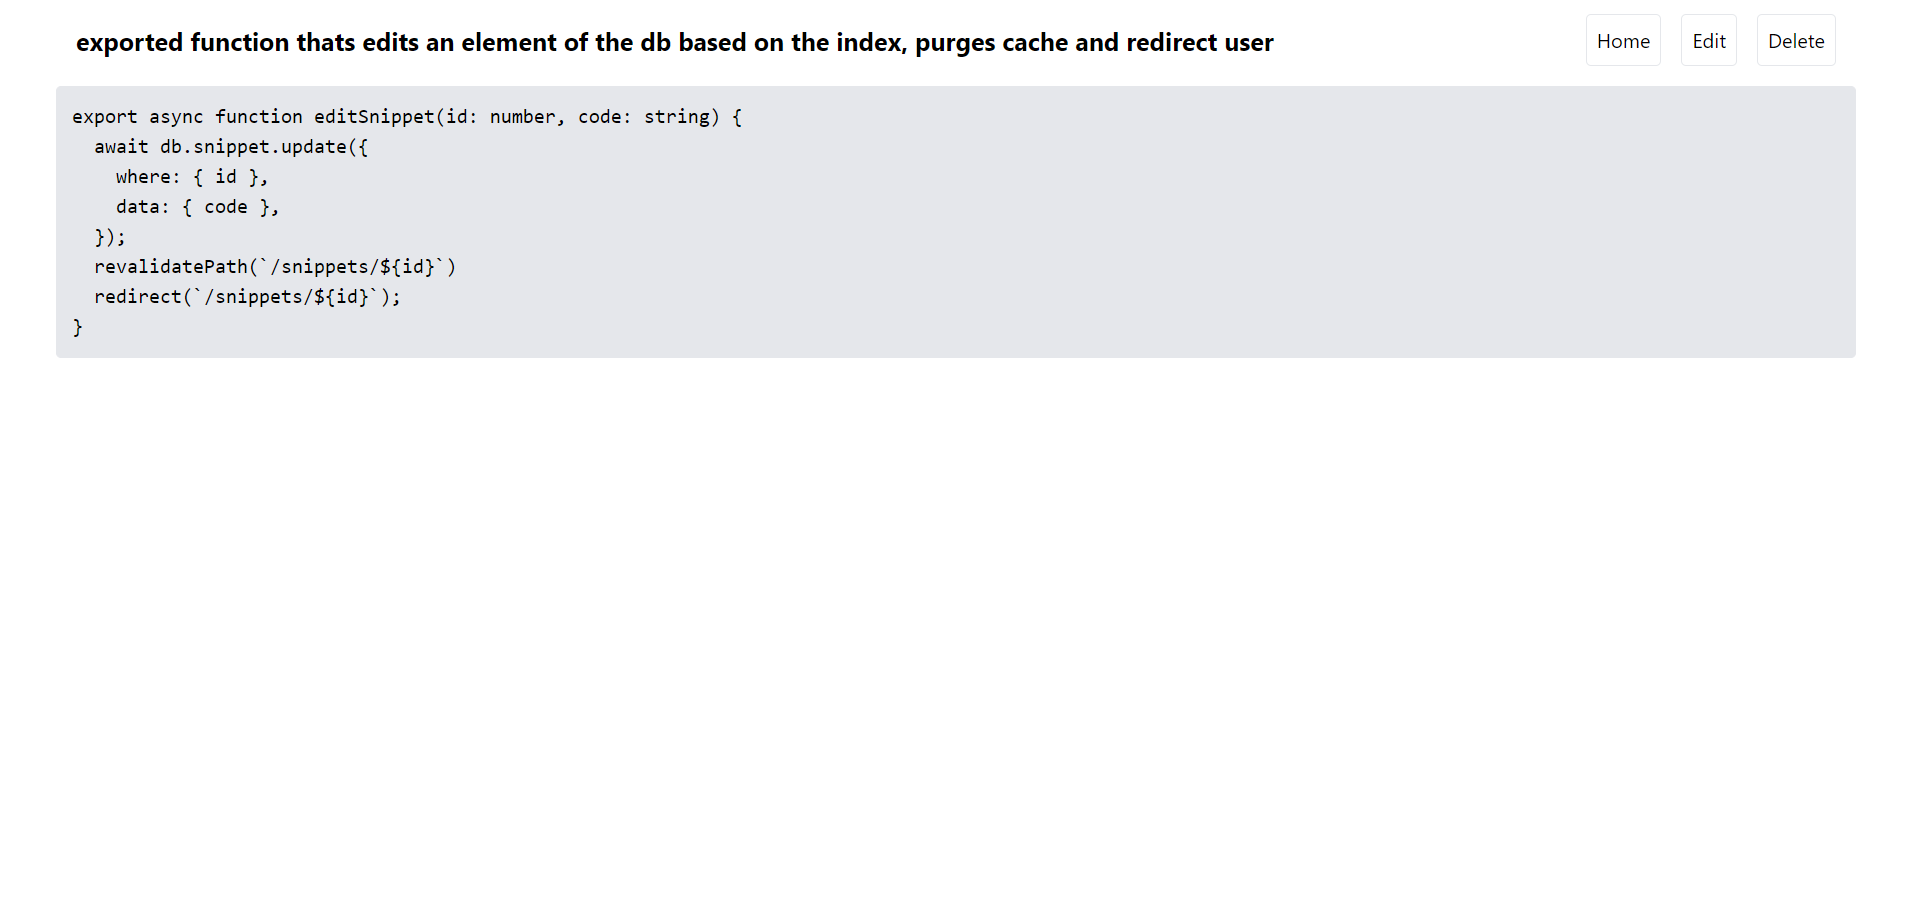 exported function thats edits an element of the db based on the index, purges cache and redirect user
Home
Edit
Delete
export async function editSnippet(id: number, code: string) {
  await db.snippet.update({
    where: { id },
    data: { code },
  });
  revalidatePath(`/snippets/${id}`)
  redirect(`/snippets/${id}`);
}